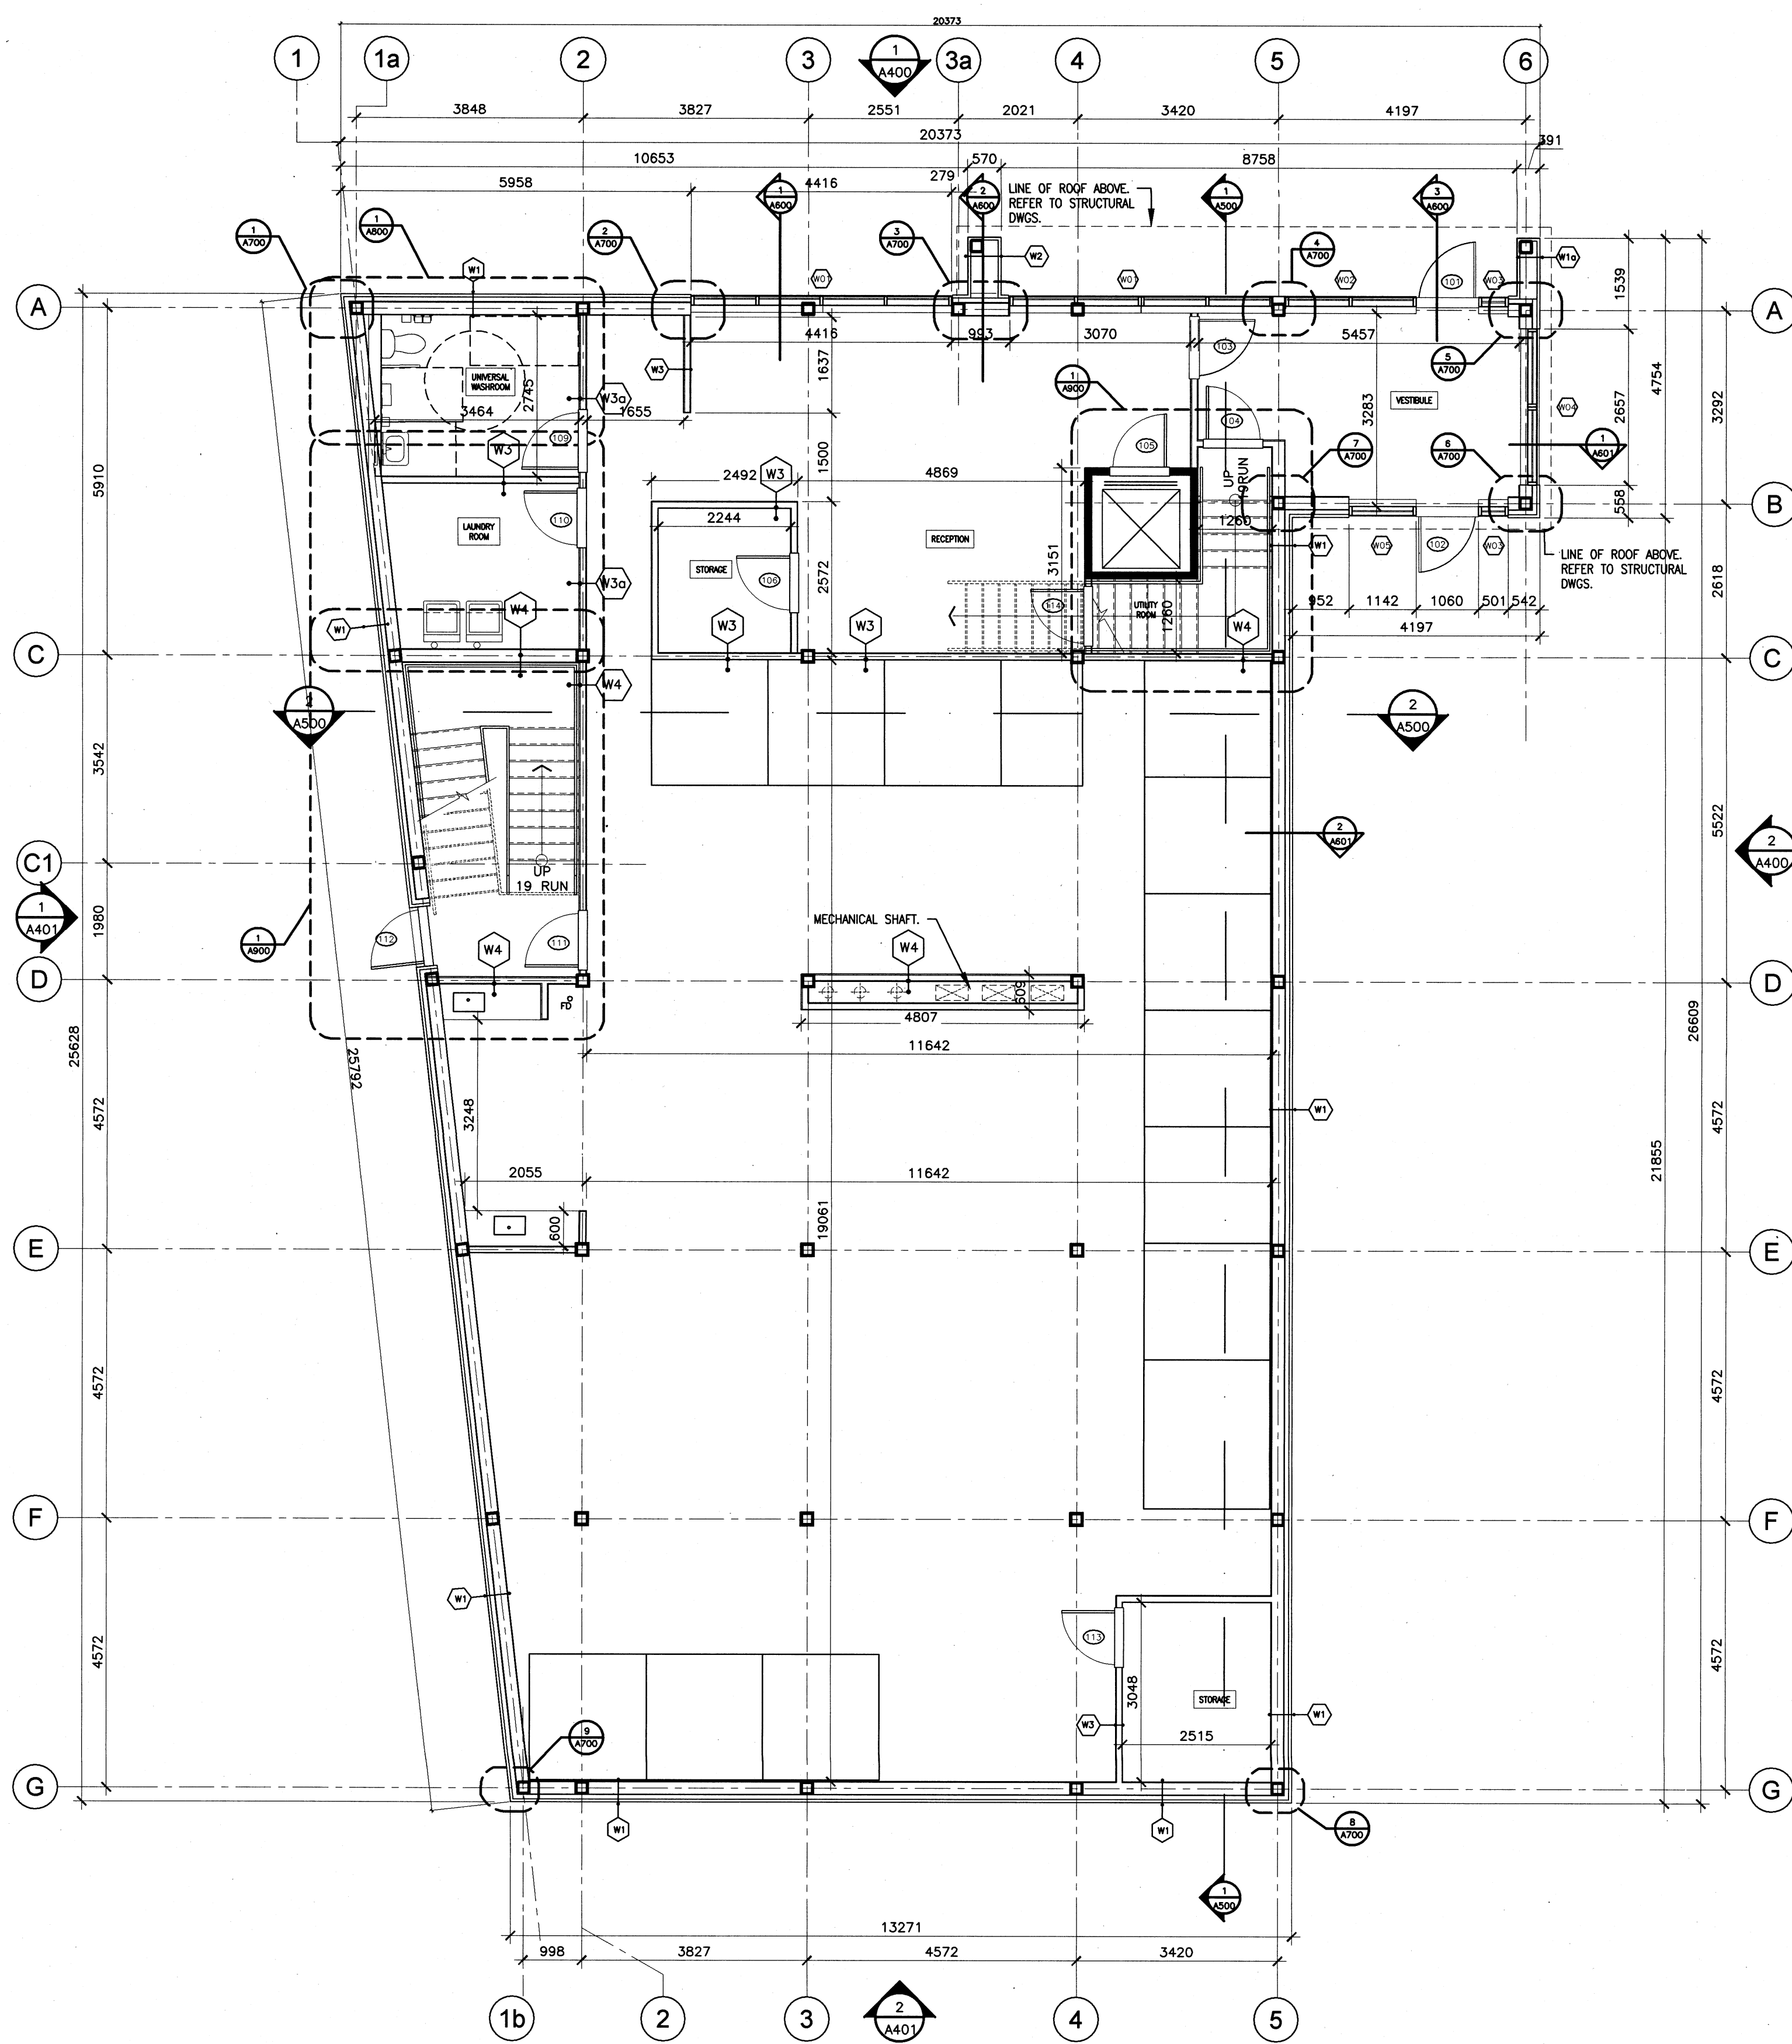 20373
1
1a
2
3
1
A400
3a
4
5
6
3848
3827
2551
2021
3420
4197
20373
391
10653
570
8758
5958
4416
279
1
A600
2
A600
LINE OF ROOF ABOVE.
REFER TO STRUCTURAL
DWGS.
1
A500
3
A600
1
A700
1
A800
2
A700
3
A700
4
A700
W1
W2
W1a
W01
W01
W02
101
W03
1539
A
A
4416
993
3070
103
5457
5
A700
UNIVERSAL
WASHROOM
2745
W3
1637
3464
W3a
1655
109
1
A900
104
105
VESTIBULE
3283
W04
2657
4754
3292
7
A700
6
A700
1
A601
W3
5910
1500
2492
W3
4869
UP
19 RUN
558
B
B
110
LAUNDRY
ROOM
2244
1260
RECEPTION
W1
W05
102
W03
LINE OF ROOF ABOVE.
REFER TO STRUCTURAL
DWGS.
STORAGE
106
2572
3151
W3a
2618
W4
114
UTILITY
ROOM
1260
952
1142
1060
501
542
W1
W3
W3
W4
4197
C
C
W4
2
A500
2
A500
3542
5522
2
A601
2
A400
C1
UP
19 RUN
1
A401
1980
MECHANICAL SHAFT.
112
111
W4
W4
1
A900
D
D
FD
609
4807
25628
25792
11642
26609
3248
4572
4572
W1
21855
2055
11642
600
19061
E
E
4572
4572
F
F
W1
4572
4572
113
3048
STORAGE
W3
W1
2515
9
A700
G
G
W1
W1
8
A700
1
A500
13271
998
3827
4572
3420
1b
2
3
2
A401
4
5